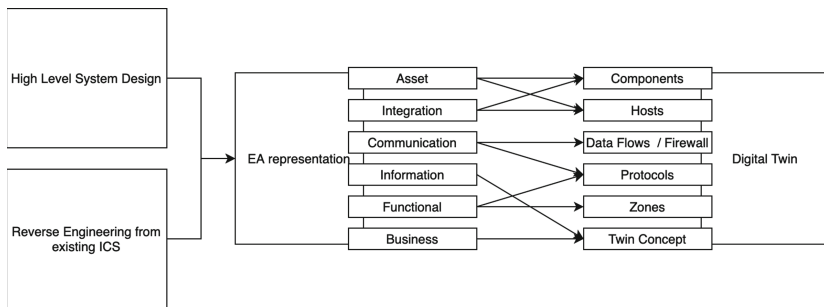 High Level System Design
Reverse Engineering from
existing ICS
EA representation
Asset
Integration
Communication
Information
Functional
Business
Components
Hosts
Data Flows / Firewall
Protocols
Zones
Twin Concept
Digital Twin